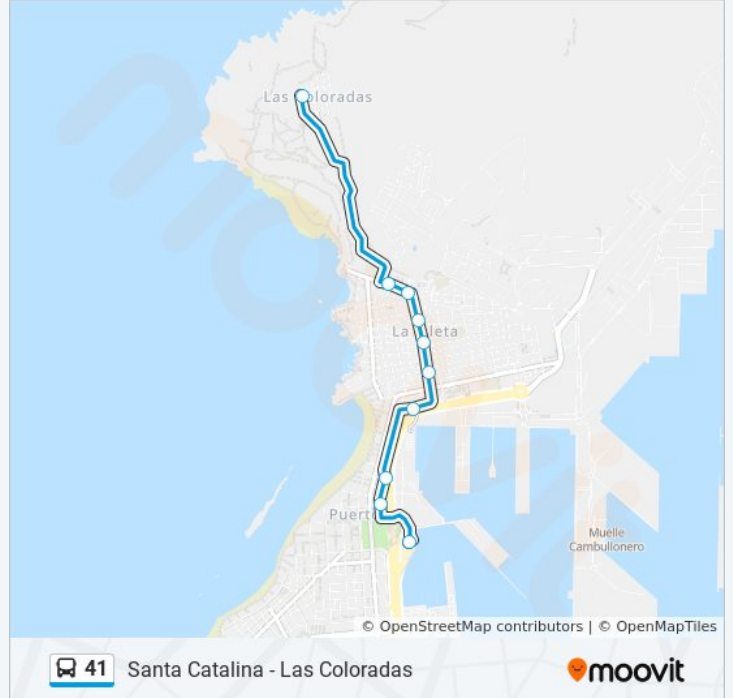 Las Coloradas
La Isleta
Puerto
Muelle
Cambullonero
© OpenStreetMap contributors | © OpenMapTiles
41 Santa Catalina - Las Coloradas
moovit